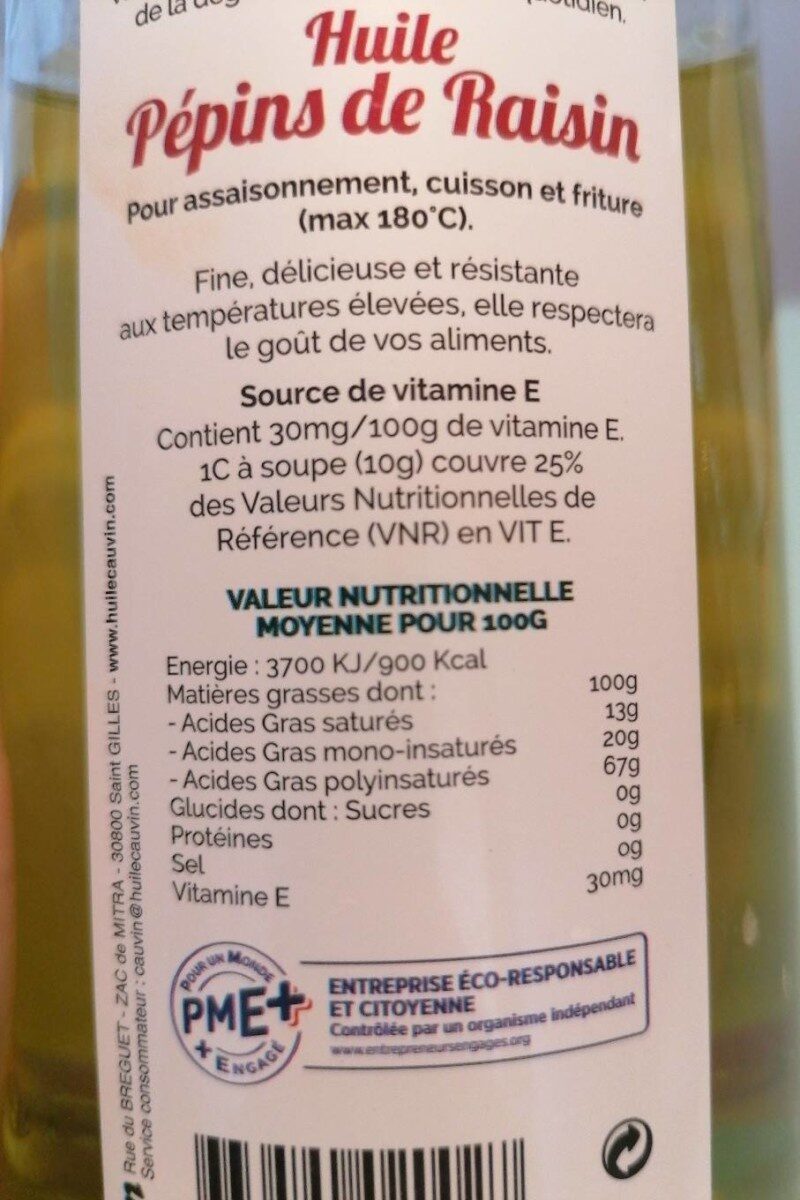 de la
Huile
Pépins de Raisin
Pour assaisonnement, cuisson et friture
(max 180°C).
Fine, délicieuse et résistante
aux températures élevées, elle respectera
le goût de vos aliments.
Source de vitamine E
Contient 30mg/100g de vitamine E.
1C à soupe (10g) couvre 25%
des Valeurs Nutritionnelles de
Référence (VNR) en VIT E.
VALEUR NUTRITIONNELLE
MOYENNE POUR 100G
Energie : 3700 KJ/900 Kcal
Matières grasses dont : 100g
- Acides Gras saturés 13g
- Acides Gras mono-insaturés 20g
- Acides Gras polyinsaturés 67g
Glucides dont : Sucres 0g
Protéines 0g
Sel 0g
Vitamine E 30mg
POUR UN MONDE
PME+
+ ENGAGÉ
ENTREPRISE ÉCO-RESPONSABLE
ET CITOYENNE
Contrôlée par un organisme indépendant
www.entrepreneursengages.org
Rue du BREGUET - ZAC de MITRA - 30800 Saint GILLES - www.huilecauvin.com
Service consommateur : cauvin@huilecauvin.com